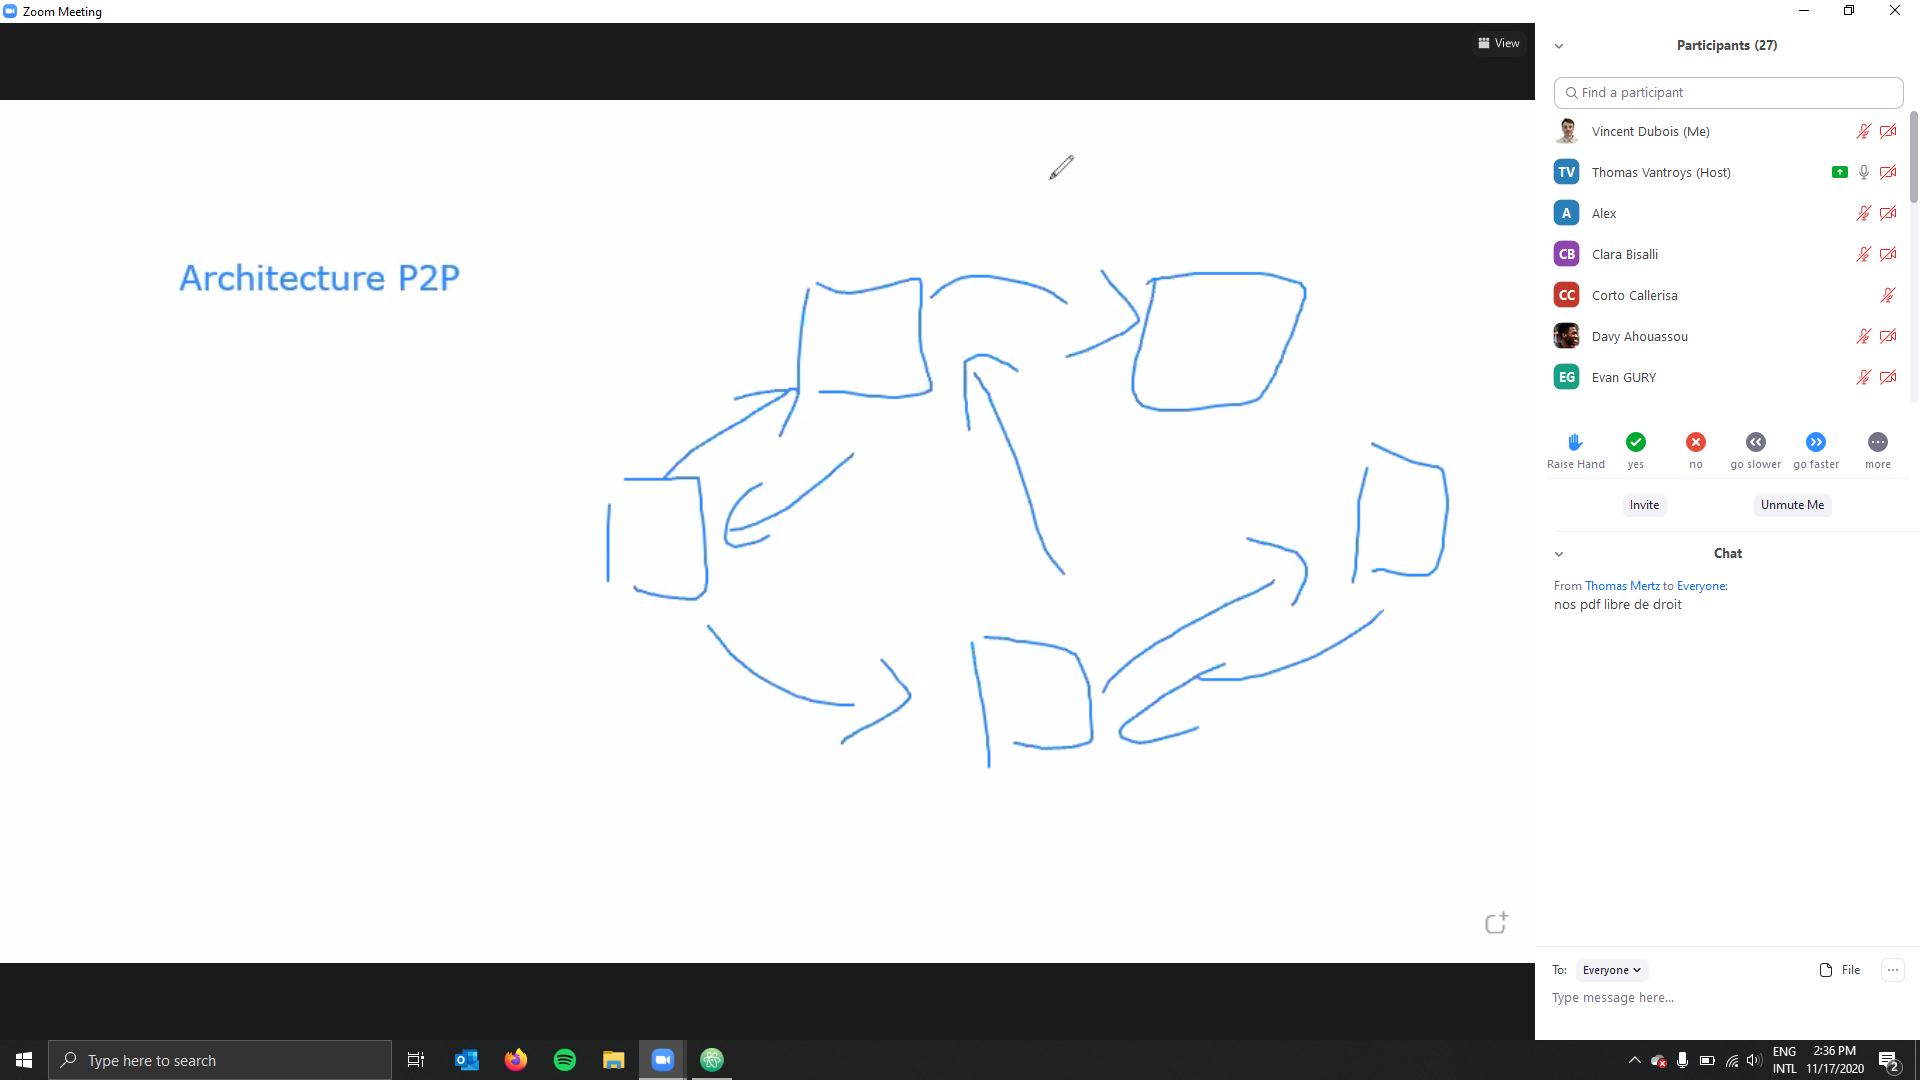 Zoom Meeting
View
Architecture P2P
Participants (27)
Find a participant
Vincent Dubois (Me)
TV Thomas Vantroys (Host)
A Alex
CB Clara Bisalli
CC Corto Callerisa
Davy Ahouassou
EG Evan GURY
Raise Hand yes no go slower go faster more
Invite Unmute Me
Chat
From Thomas Mertz to Everyone:
nos pdf libre de droit
To: Everyone File
Type message here...
Type here to search
ENG 2:36 PM
INTL 11/17/2020 2